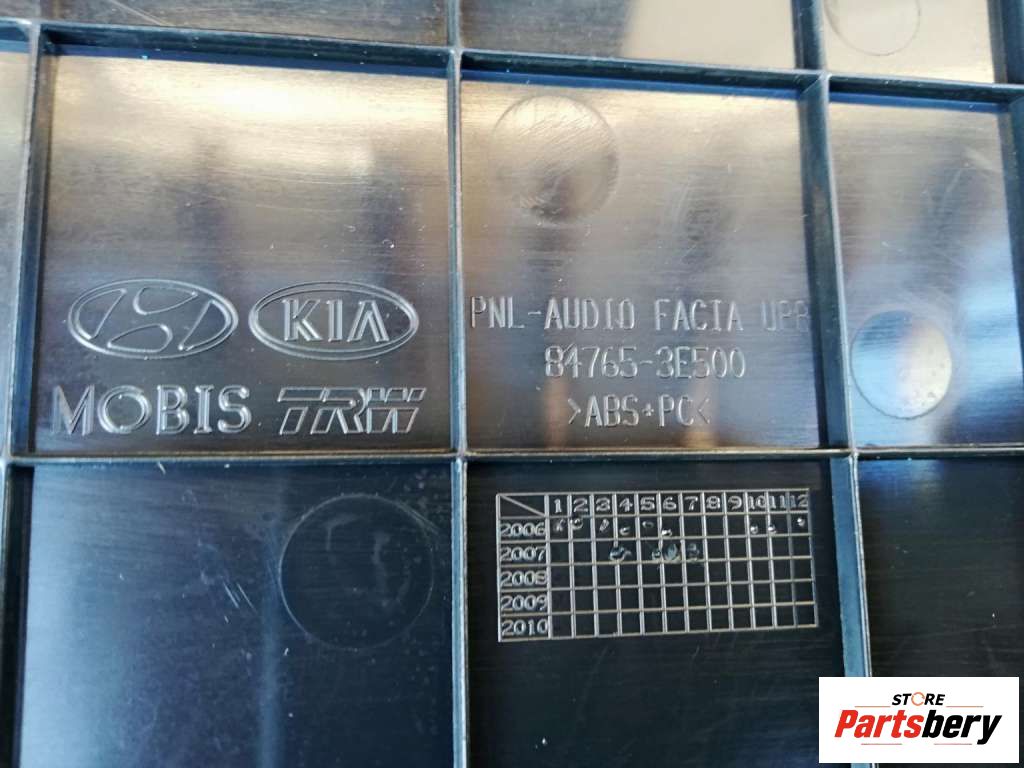 KIA
MOBIS TRW
PNL-AUDIO FACIA UPR
84765-3E500
>ABS+PC<
1 2 3 4 5 6 7 8 9 10 11 12
2006
2007
2008
2009
2010
STORE
Partsbery